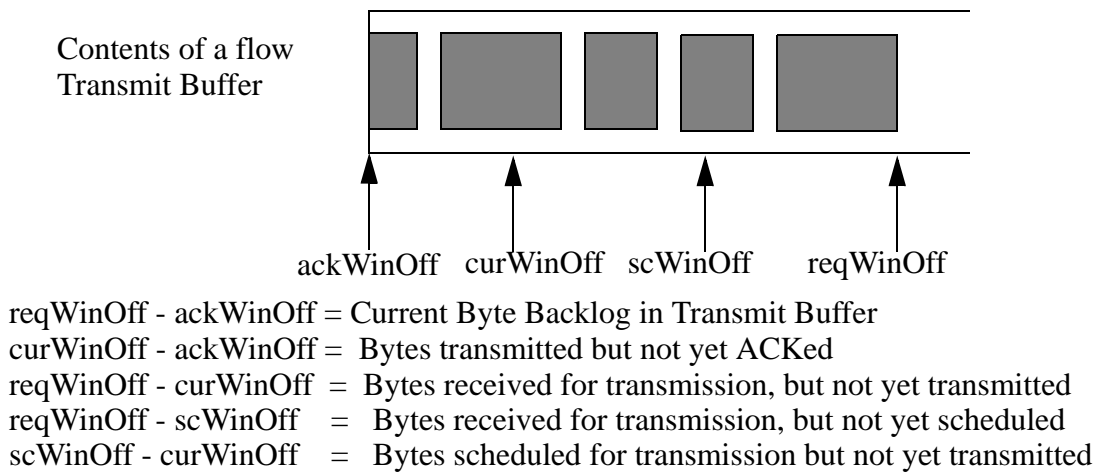 Contents of a flow
Transmit Buffer
ackWinOff curWinOff scWinOff reqWinOff
reqWinOff - ackWinOff = Current Byte Backlog in Transmit Buffer
curWinOff - ackWinOff = Bytes transmitted but not yet ACKed
reqWinOff - curWinOff = Bytes received for transmission, but not yet transmitted
reqWinOff - scWinOff = Bytes received for transmission, but not yet scheduled
scWinOff - curWinOff = Bytes scheduled for transmission but not yet transmitted